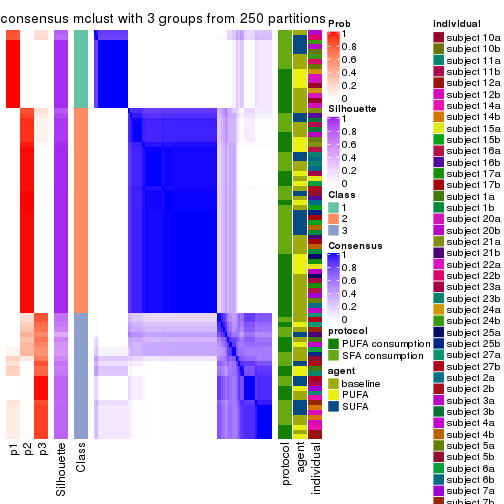 consensus mclust with 3 groups from 250 partitions
Prob
1
0.8
0.6
0.4
0.2
0
Silhouette
1
0.8
0.6
0.4
0.2
0
Class
1
2
3
Consensus
1
0.8
0.6
0.4
0.2
0
protocol
PUFA consumption
SFA consumption
agent
baseline
PUFA
SUFA
individual
subject 10a
subject 10b
subject 11a
subject 11b
subject 12a
subject 12b
subject 14a
subject 14b
subject 15a
subject 15b
subject 16a
subject 16b
subject 17a
subject 17b
subject 1a
subject 1b
subject 20a
subject 20b
subject 21a
subject 21b
subject 22a
subject 22b
subject 23a
subject 23b
subject 24a
subject 24b
subject 25a
subject 25b
subject 27a
subject 27b
subject 2a
subject 2b
subject 3a
subject 3b
subject 4a
subject 4b
subject 5a
subject 5b
subject 6a
subject 6b
subject 7a
subject 7b
p1
p2
p3
Silhouette
Class
protocol
agent
individual